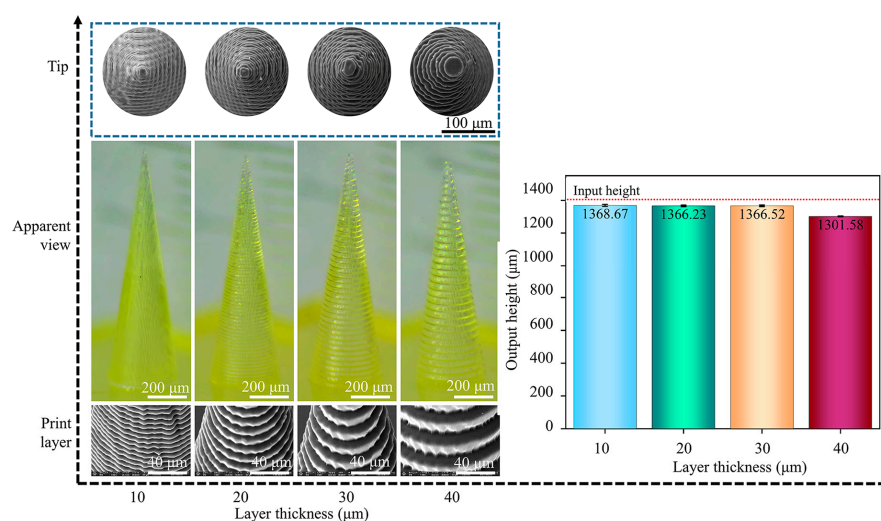 Tip
100 μm
Apparent
view
200 μm
200 μm
200 μm
200 μm
Print
layer
40 μm
40 μm
40 μm
40 μm
10
20
30
40
Layer thickness (μm)
Output height (μm)
1400
1200
1000
800
600
400
200
0
Input height
1368.67
1366.23
1366.52
1301.58
10
20
30
40
Layer thickness (μm)